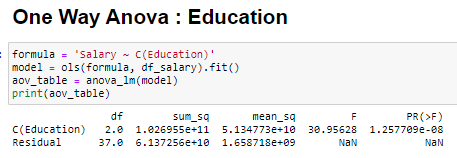 One Way Anova : Education
formula = 'Salary ~ C(Education)'
model = ols(formula, df_salary).fit()
aov_table = anova_lm(model)
print(aov_table)
df sum_sq mean_sq F PR(>F)
C(Education) 2.0 1.026955e+11 5.134773e+10 30.95628 1.257709e-08
Residual 37.0 6.137256e+10 1.658718e+09 NaN NaN